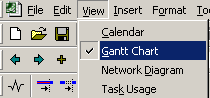 File Edit View Insert Format To
Calendar
Gantt Chart
Network Diagram
Task Usage